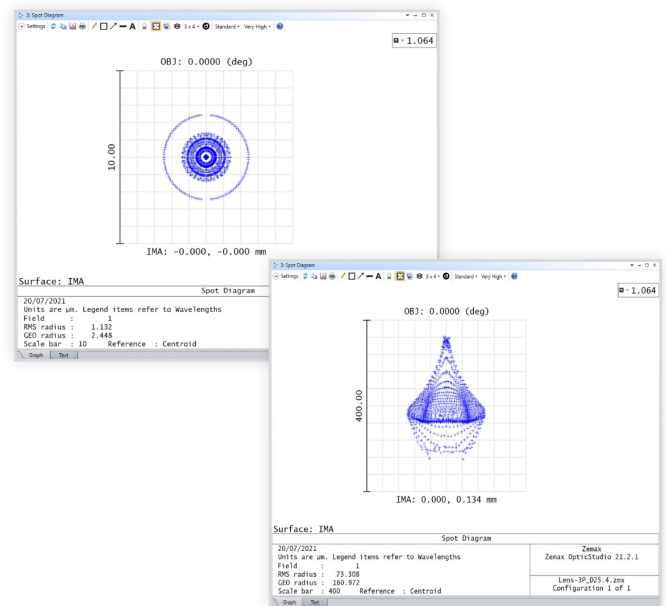 3: Spot Diagram
Settings
3 x 4
Standard
Very High
1.064
OBJ: 0.0000 (deg)
10.00
IMA: -0.000, -0.000 mm
Surface: IMA
Spot Diagram
20/07/2021
Units are µm. Legend items refer to Wavelengths
Field : 1
RMS radius : 1.132
GEO radius : 2.448
Scale bar : 10 Reference : Centroid
Graph Text
3: Spot Diagram
Settings
3 x 4
Standard
Very High
1.064
OBJ: 0.0000 (deg)
400.00
IMA: 0.000, 0.134 mm
Surface: IMA
Spot Diagram
20/07/2021
Units are µm. Legend items refer to Wavelengths
Field : 1
RMS radius : 73.308
GEO radius : 160.972
Scale bar : 400 Reference : Centroid
Zemax
Zemax OpticStudio 21.2.1
Lens-3P_D25.4.zmx
Configuration 1 of 1
Graph Text